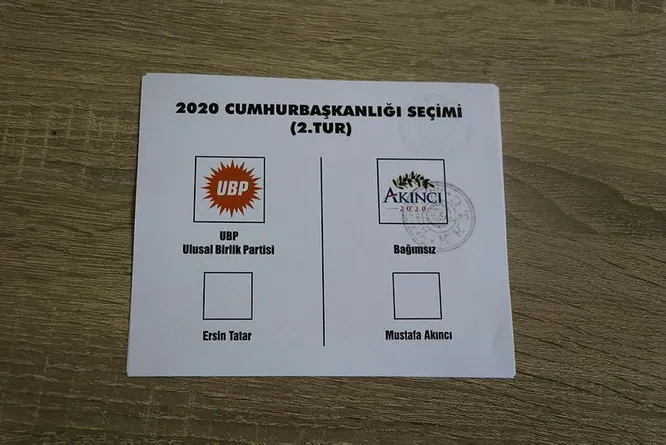 2020 CUMHURBAŞKANLIĞI SEÇİMİ
(2.TUR)
UBP
UBP
Ulusal Birlik Partisi
Ersin Tatar
AKINCI
2020
Bağımsız
Mustafa Akıncı